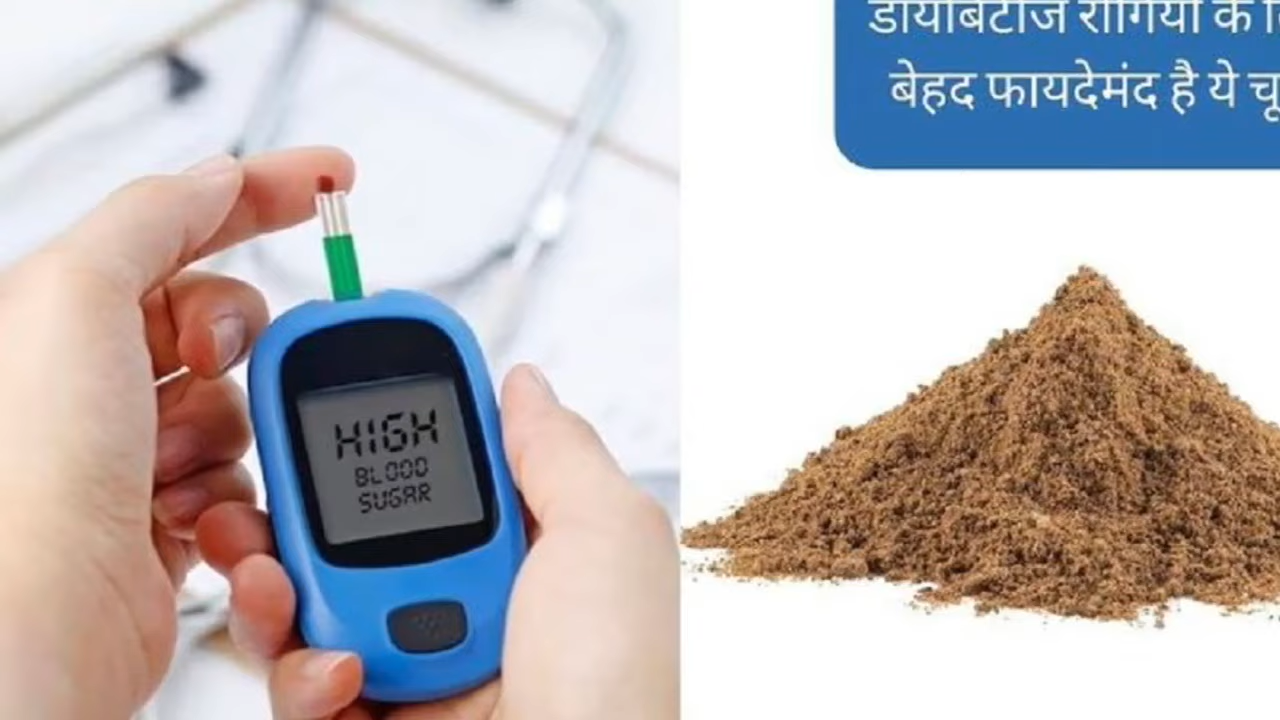 HIGH
BLOOD
SUGAR
डायबिटीज रोगियों के
बेहद फायदेमंद है ये